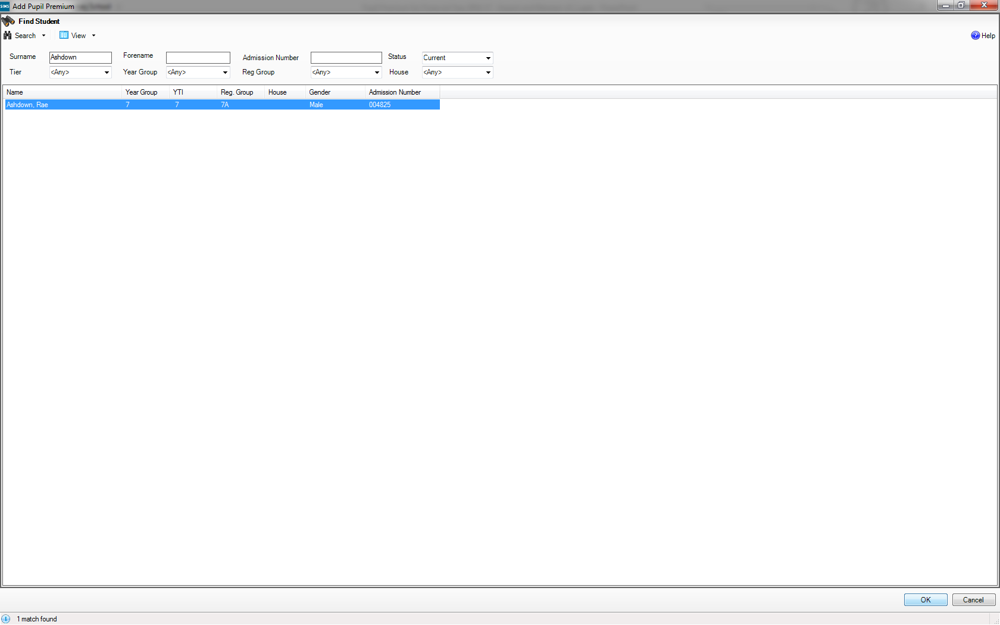 SIMS Add Pupil Premium
Find Student
Search View Help
Surname Ashdown Forename Admission Number Status Current
Tier <Any> Year Group <Any> Reg Group <Any> House <Any>
Name Year Group YTI Reg. Group House Gender Admission Number
Ashdown, Rae 7 7 7A Male 004825
OK Cancel
1 match found